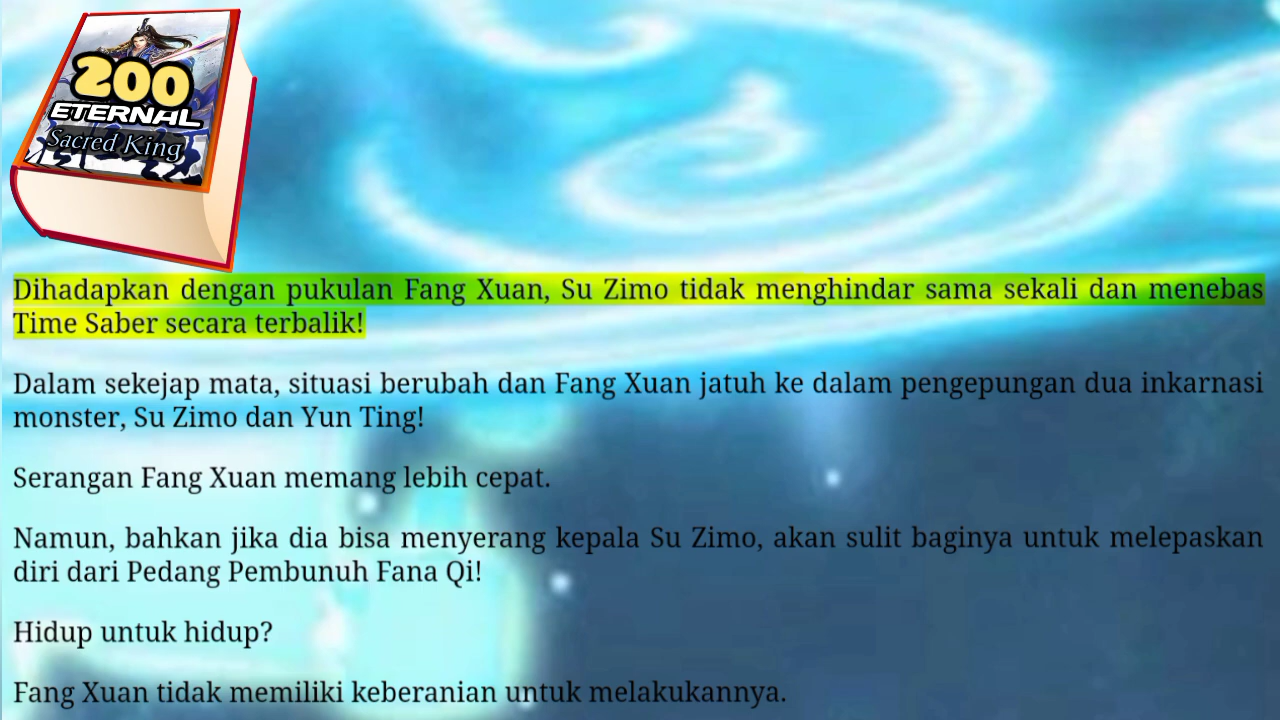 200
ETERNAL
Sacred King
Dihadapkan dengan pukulan Fang Xuan, Su Zimo tidak menghindar sama sekali dan menebas
Time Saber secara terbalik!
Dalam sekejap mata, situasi berubah dan Fang Xuan jatuh ke dalam pengepungan dua inkarnasi
monster, Su Zimo dan Yun Ting!
Serangan Fang Xuan memang lebih cepat.
Namun, bahkan jika dia bisa menyerang kepala Su Zimo, akan sulit baginya untuk melepaskan
diri dari Pedang Pembunuh Fana Qi!
Hidup untuk hidup?
Fang Xuan tidak memiliki keberanian untuk melakukannya.